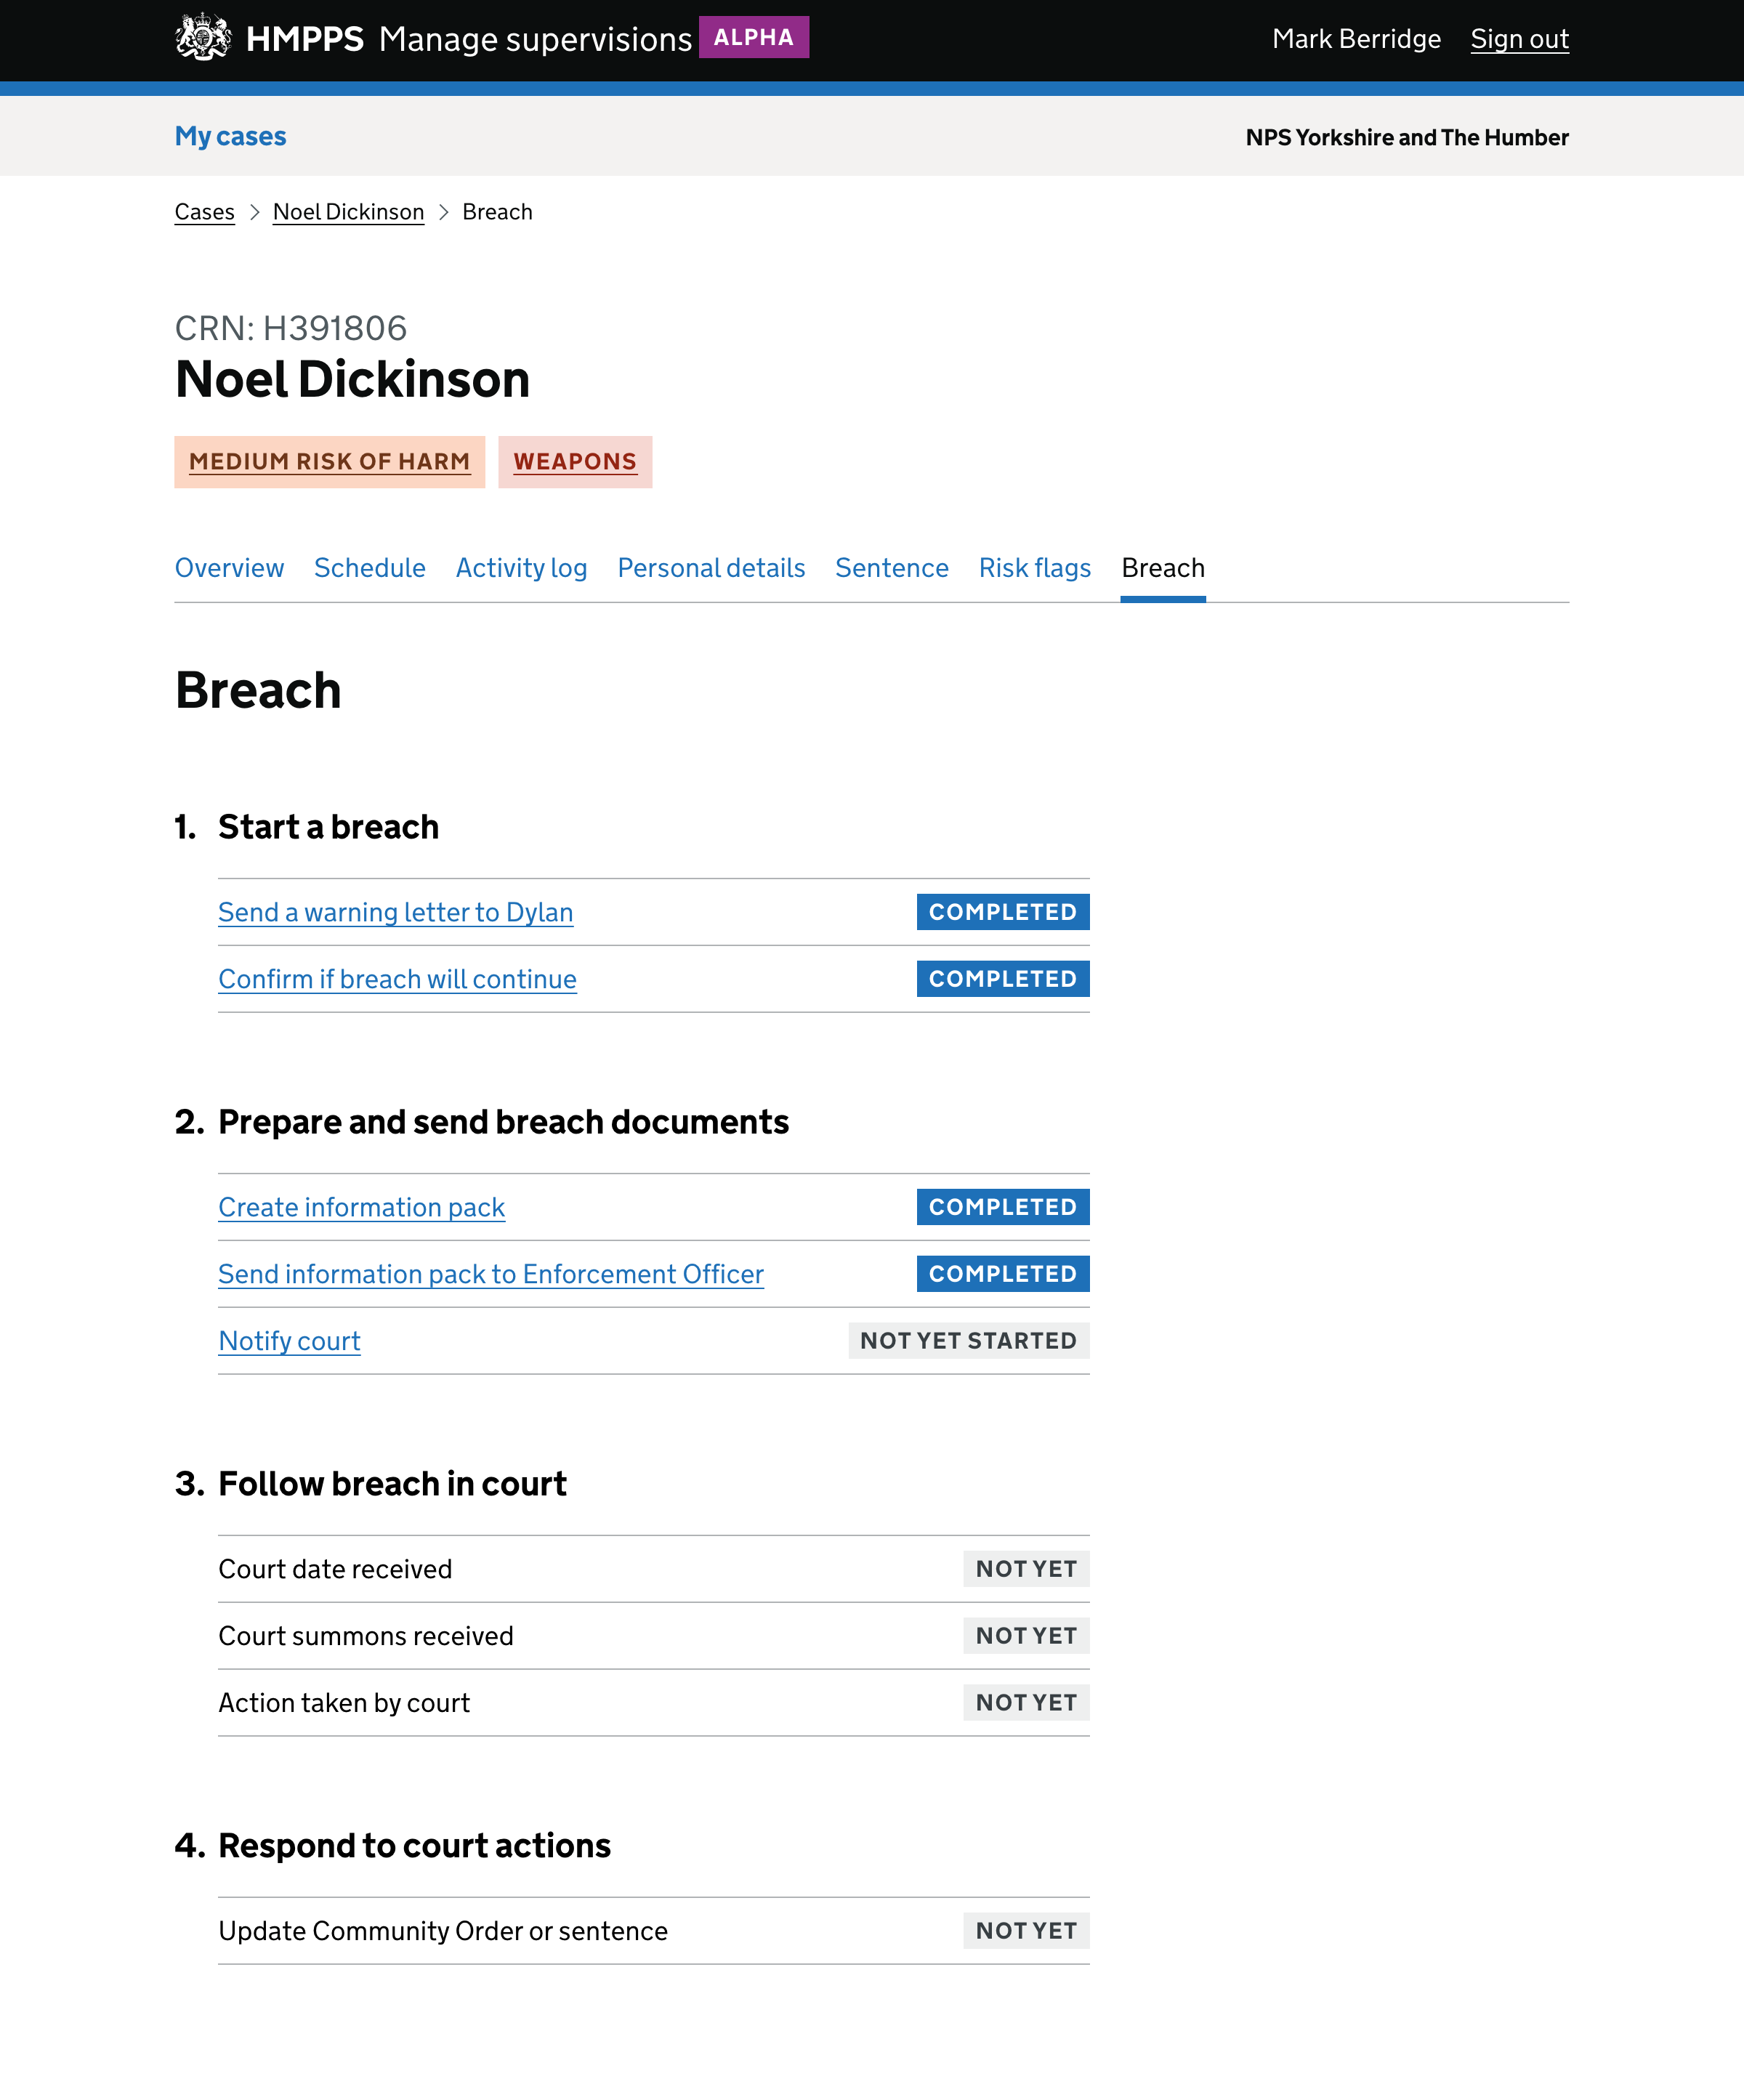 HMPPS Manage supervisions ALPHA Mark Berridge Sign out
My cases NPS Yorkshire and The Humber
Cases > Noel Dickinson > Breach
CRN: H391806
Noel Dickinson
MEDIUM RISK OF HARM WEAPONS
Overview Schedule Activity log Personal details Sentence Risk flags Breach
Breach
1. Start a breach
Send a warning letter to Dylan COMPLETED
Confirm if breach will continue COMPLETED
2. Prepare and send breach documents
Create information pack COMPLETED
Send information pack to Enforcement Officer COMPLETED
Notify court NOT YET STARTED
3. Follow breach in court
Court date received NOT YET
Court summons received NOT YET
Action taken by court NOT YET
4. Respond to court actions
Update Community Order or sentence NOT YET